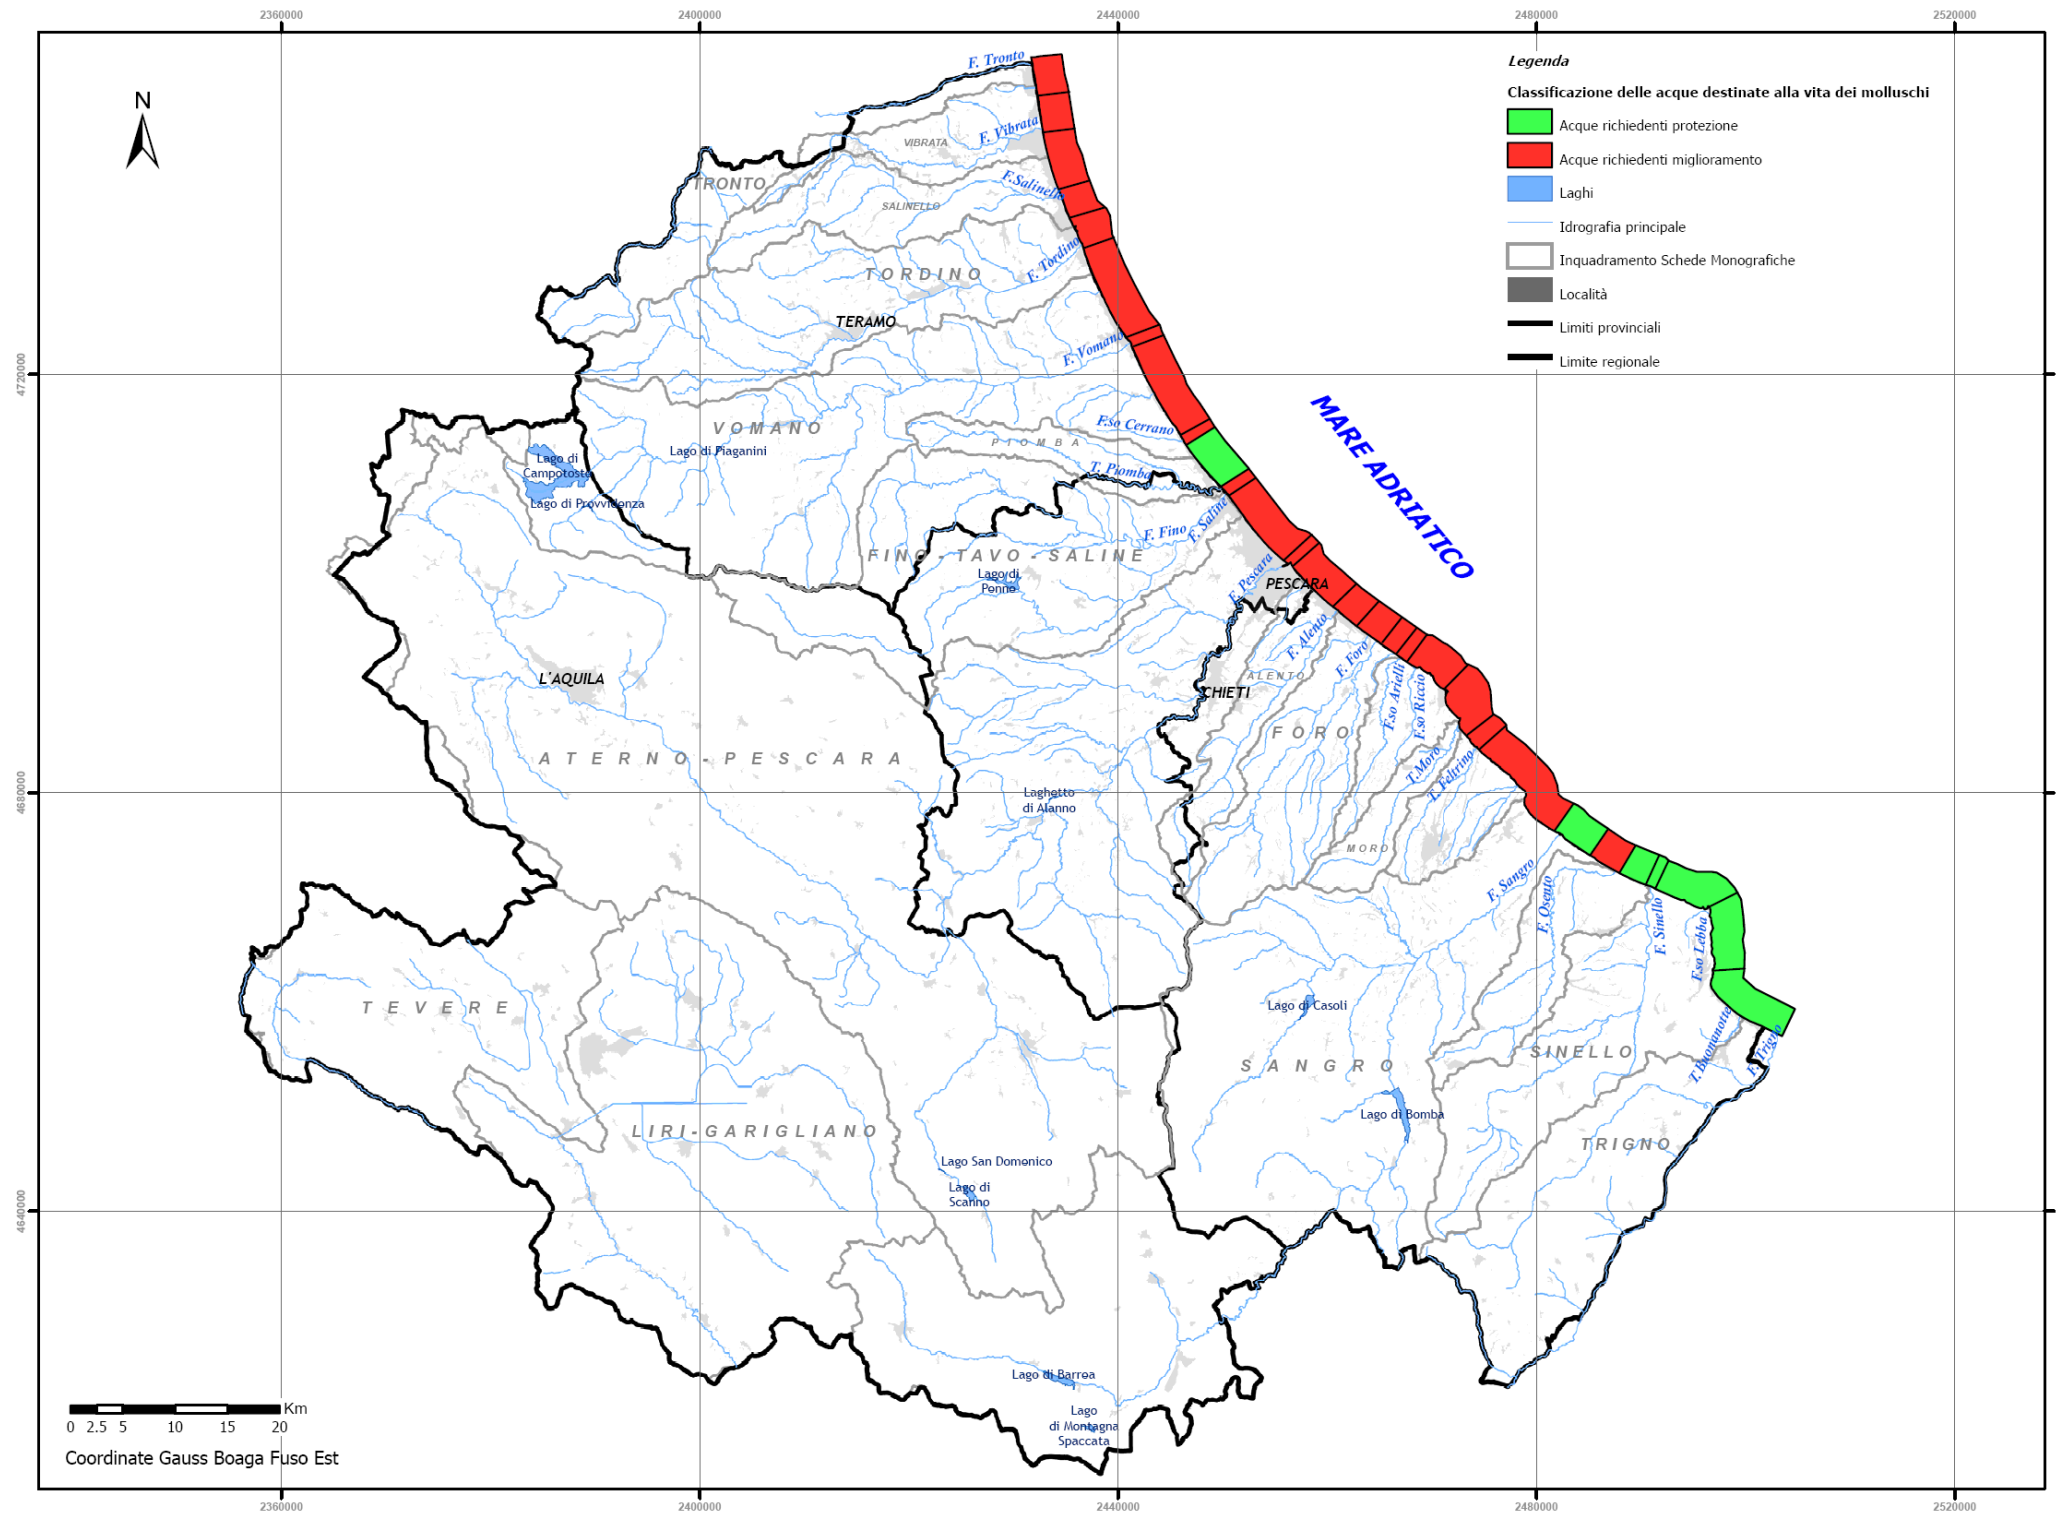 2360000
2400000
2440000
2480000
2520000
Legenda
Classificazione delle acque destinate alla vita dei molluschi
Acque richiedenti protezione
Acque richiedenti miglioramento
Laghi
Idrografia principale
Inquadramento Schede Monografiche
Località
Limiti provinciali
Limite regionale
N
F. Tronto
F. Vibrata
VIBRATA
TRONTO
F.Salinello
SALINELLO
F. Tordino
TORDINO
TERAMO
F. Vomano
4720000
MARE ADRIATICO
VOMANO
F.so Cerrano
PIOMBA
Lago di Piaganini
Lago di
Campotosto
T. Piomba
Lago di Provvidenza
F. Fino
F. Saline
FINO-TAVO-SALINE
Lago di
Penne
F. Pescara
PESCARA
F. Alento
F. Foro
ALENTO
L'AQUILA
CHIETI
F.so Arielli
F.so Riccio
FORO
ATERNO-PESCARA
T.Moro
T. Feltrino
4680000
Laghetto
di Alanno
MORO
F. Sangro
F. Osento
F. Sinello
F.so Lebba
TEVERE
Lago di Casoli
T.Buonanotte
F. Trigno
SINELLO
SANGRO
Lago di Bomba
LIRI-GARIGLIANO
TRIGNO
Lago San Domenico
Lago di
Scanno
4640000
Lago di Barrea
Lago
di Montagna
Spaccata
Km
0 2.5 5 10 15 20
Coordinate Gauss Boaga Fuso Est
2360000
2400000
2440000
2480000
2520000